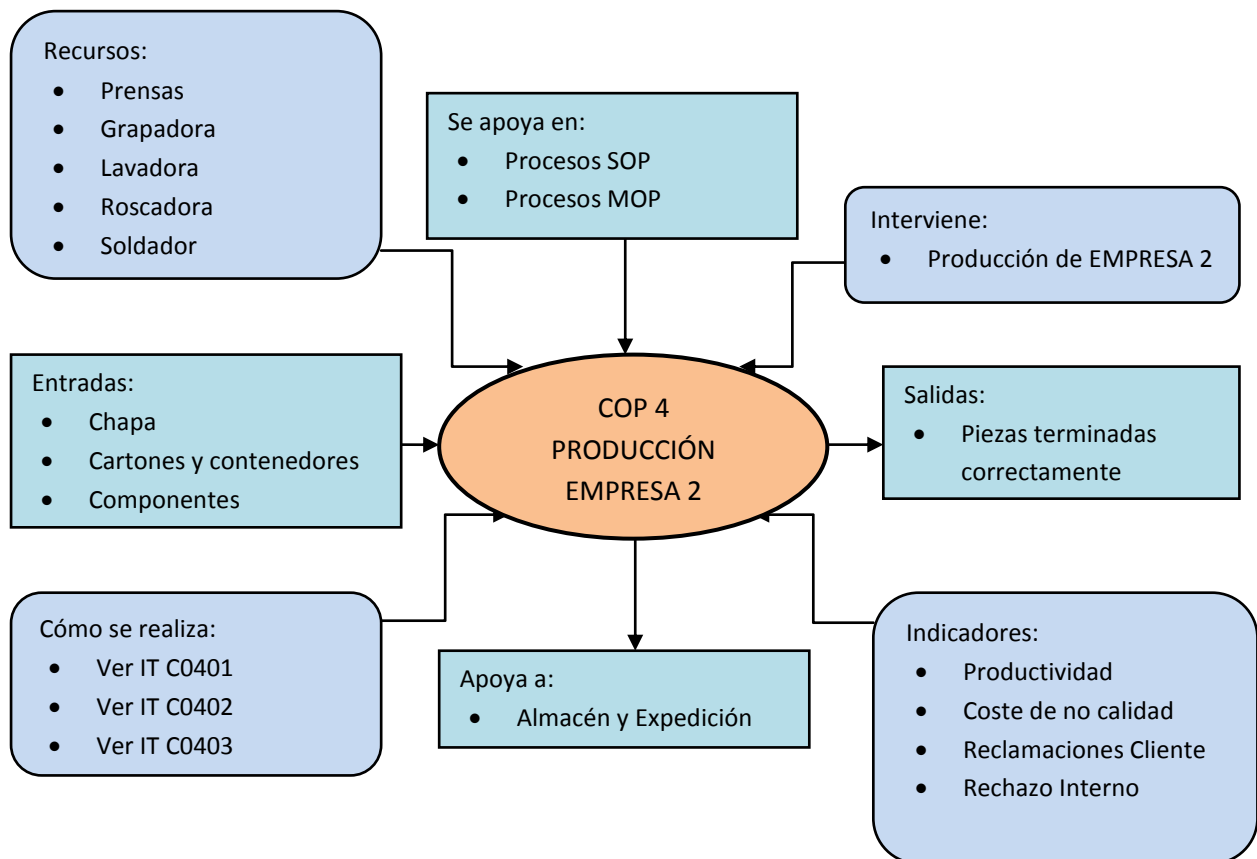 Recursos:
• Prensas
• Grapadora
• Lavadora
• Roscadora
• Soldador
Se apoya en:
• Procesos SOP
• Procesos MOP
Interviene:
• Producción de EMPRESA 2
Entradas:
• Chapa
• Cartones y contenedores
• Componentes
COP 4
PRODUCCIÓN
EMPRESA 2
Salidas:
• Piezas terminadas
correctamente
Cómo se realiza:
• Ver IT C0401
• Ver IT C0402
• Ver IT C0403
Apoya a:
• Almacén y Expedición
Indicadores:
• Productividad
• Coste de no calidad
• Reclamaciones Cliente
• Rechazo Interno